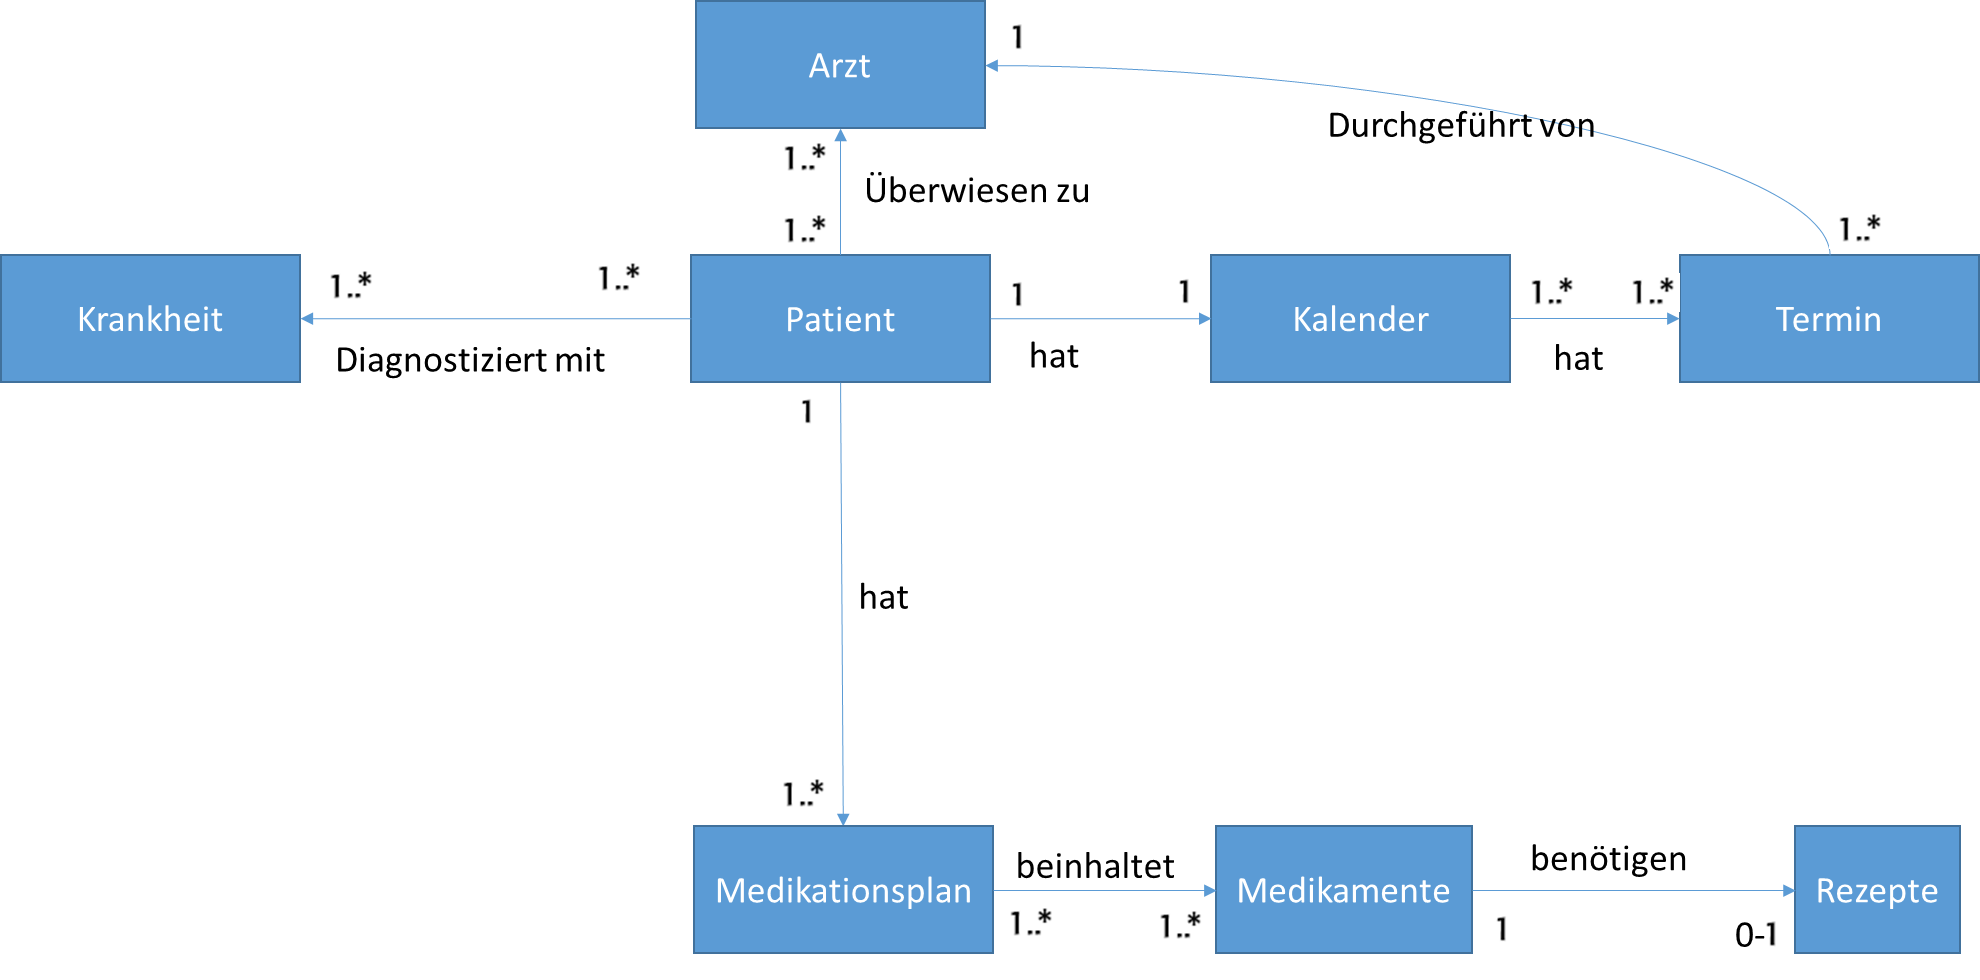 Arzt
1
Durchgeführt von
1..*
Überwiesen zu
1..*
1..*
Krankheit
1..*
1..*
Diagnostiziert mit
Patient
1
1
hat
Kalender
1..*
1..*
hat
Termin
1
hat
1..*
Medikationsplan
beinhaltet
1..*
1..*
Medikamente
benötigen
1
0-1
Rezepte